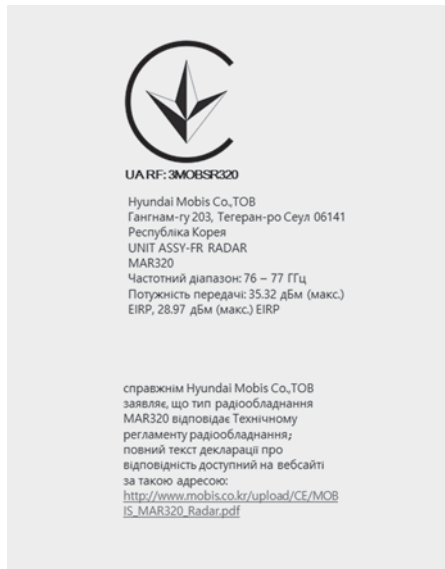 UA RF: 3MOBSR320
Hyundai Mobis Co.,ТОВ
Гангнам-гу 203, Тегеран-ро Сеул 06141
Республіка Корея
UNIT ASSY-FR RADAR
MAR320
Частотний діапазон: 76 – 77 ГГц
Потужність передачі: 35.32 дБм (макс.)
EIRP, 28.97 дБм (макс.) EIRP
справжнім Hyundai Mobis Co.,ТОВ
заявляє, що тип радіообладнання
MAR320 відповідає Технічному
регламенту радіообладнання;
повний текст декларації про
відповідність доступний на вебсайті
за такою адресою:
http://www.mobis.co.kr/upload/CE/MOB
IS_MAR320_Radar.pdf